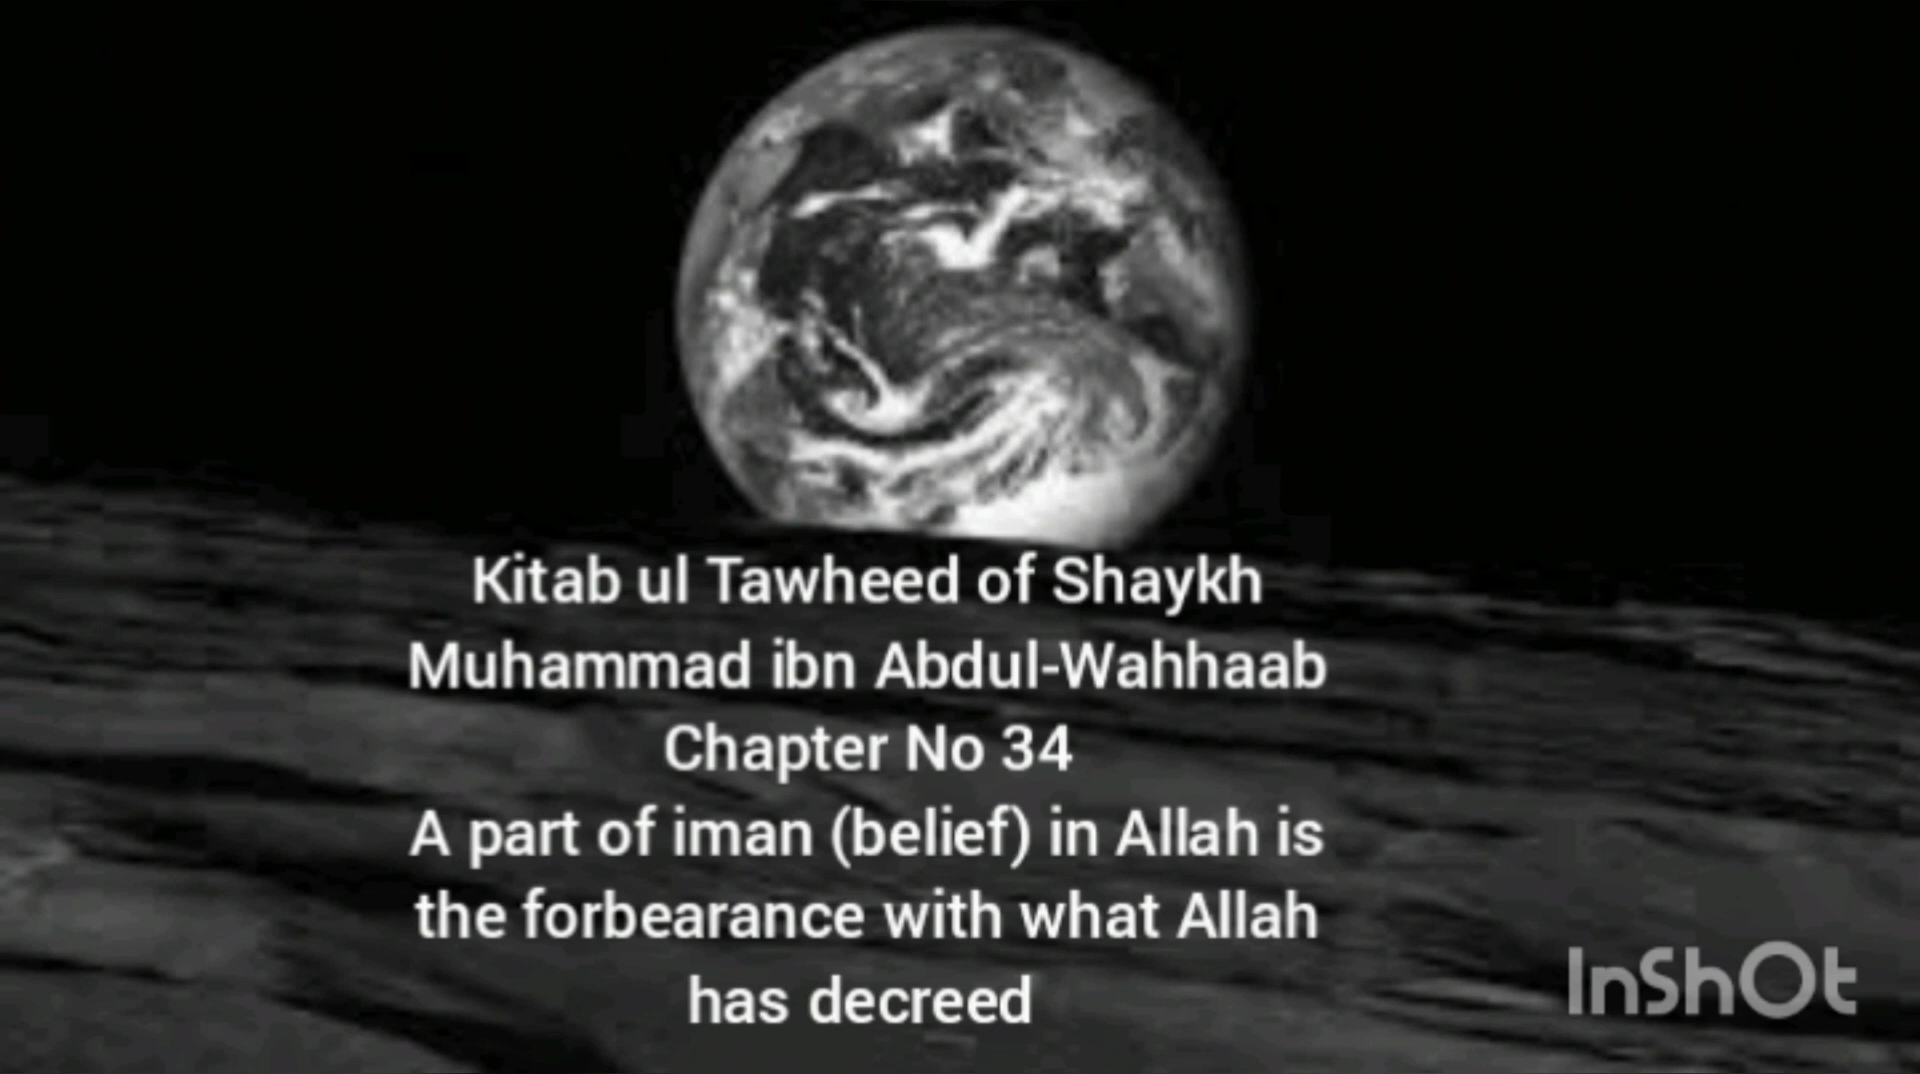 Kitab ul Tawheed of Shaykh
Muhammad ibn Abdul-Wahhaab
Chapter No 34
A part of iman (belief) in Allah is
the forbearance with what Allah
has decreed
InShOt